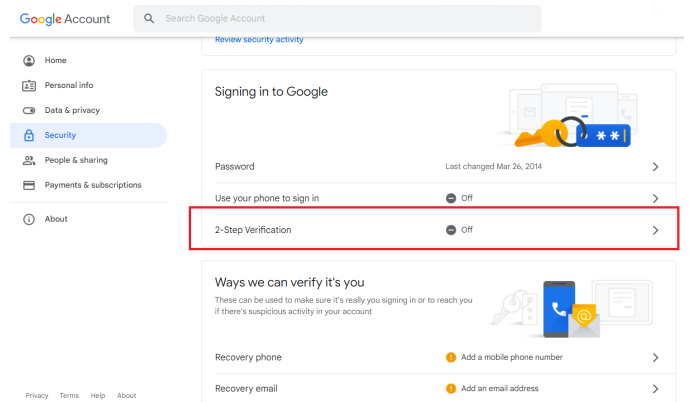 Google Account
Search Google Account
Review security activity
Home
Personal info
Data & privacy
Security
People & sharing
Payments & subscriptions
About
Signing in to Google
**
Password Last changed Mar 26, 2014
Use your phone to sign in Off
2-Step Verification Off
Ways we can verify it's you
These can be used to make sure it's really you signing in or to reach you
if there's suspicious activity in your account
@
Recovery phone ! Add a mobile phone number
Recovery email ! Add an email address
Privacy Terms Help About